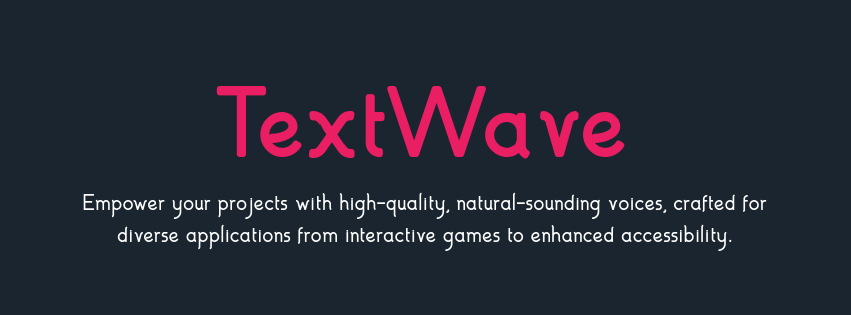 TextWave
Empower your projects with high-quality, natural-sounding voices, crafted for
diverse applications from interactive games to enhanced accessibility.